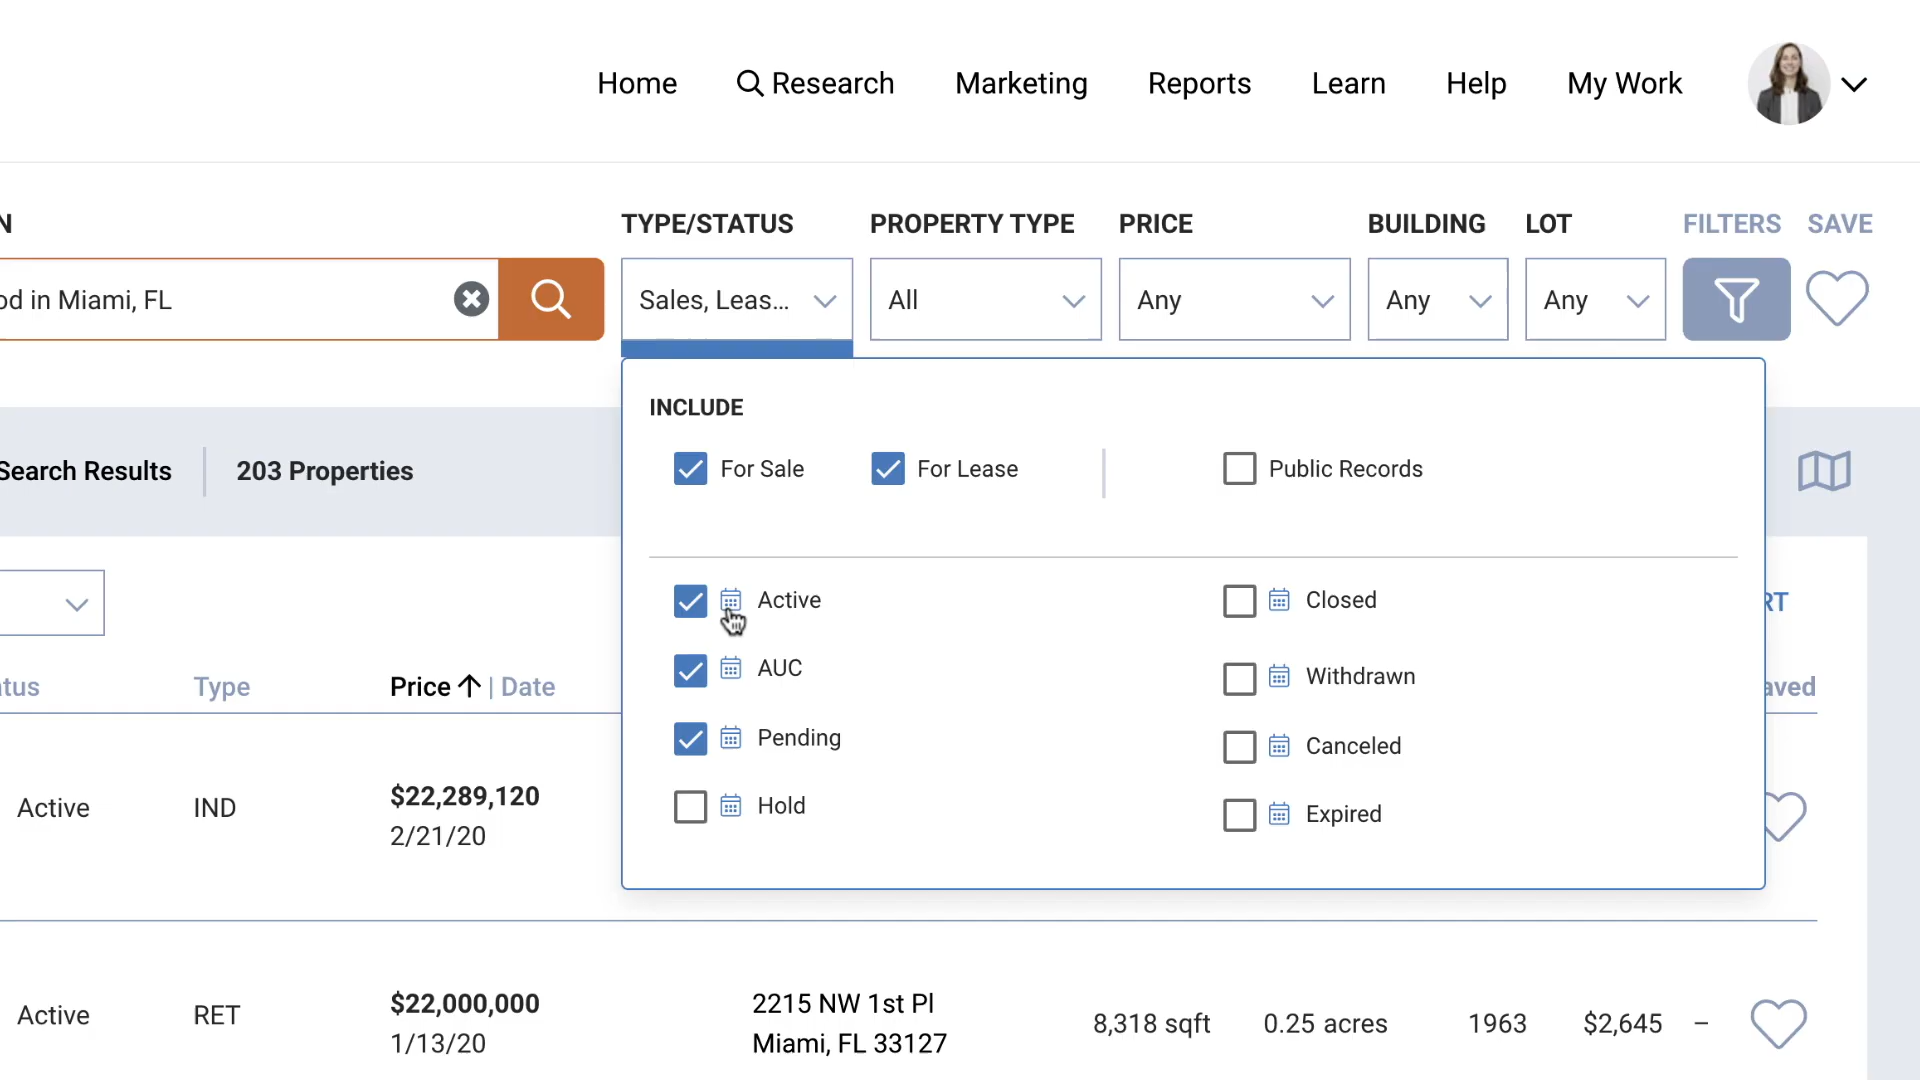 Home Research Marketing Reports Learn Help My Work
N TYPE/STATUS PROPERTY TYPE PRICE BUILDING LOT FILTERS SAVE
od in Miami, FL Sales, Leas... All Any Any Any
INCLUDE
Search Results 203 Properties For Sale For Lease Public Records
Active Closed RT
AUC Withdrawn
tus Type Price | Date aved
Pending Canceled
Hold Expired
Active IND $22,289,120
2/21/20
Active RET $22,000,000 2215 NW 1st Pl 8,318 sqft 0.25 acres 1963 $2,645 –
1/13/20 Miami, FL 33127